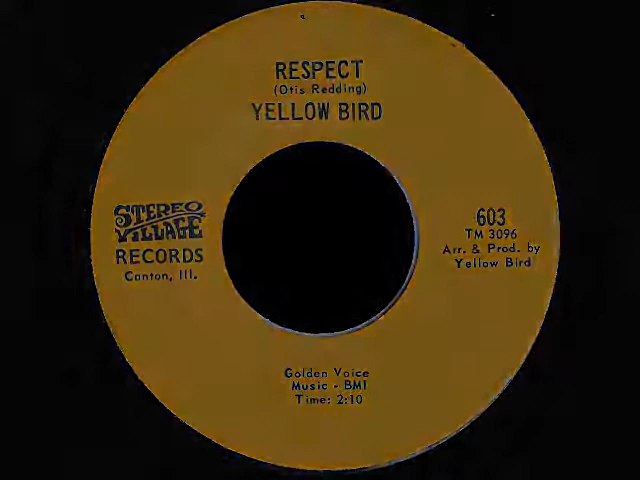 RESPECT
(Otis Redding)
YELLOW BIRD
STEREO
VILLAGE
RECORDS
Canton, Ill.
603
TM 3096
Arr. & Prod. by
Yellow Bird
Golden Voice
Music - BMI
Time: 2:10